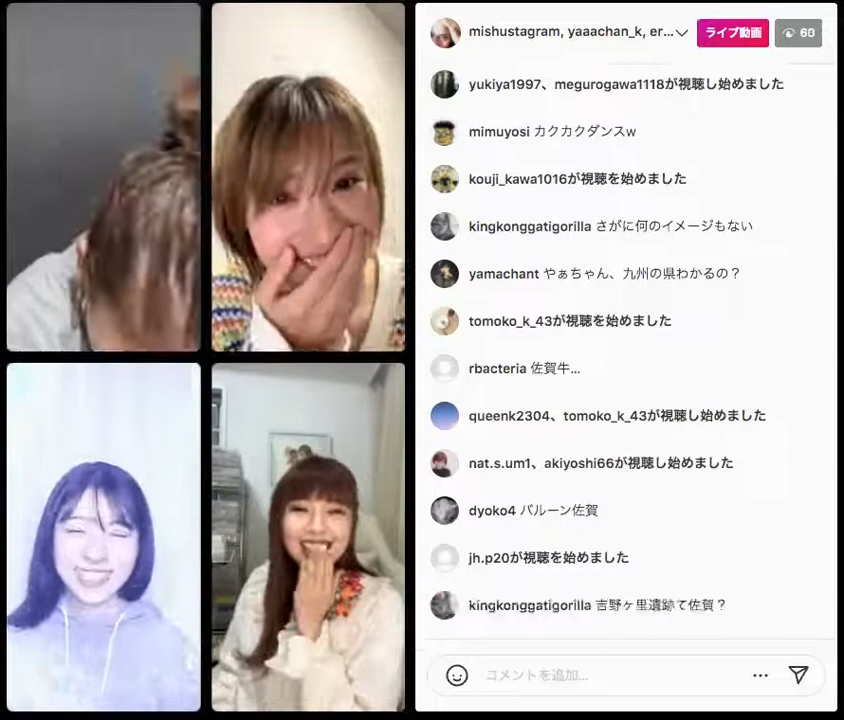 mishustagram, yaaachan_k, er... ライブ動画 60
yukiya1997、megurogawa1118が視聴し始めました
mimuyosi カクカクダンスw
kouji_kawa1016が視聴を始めました
kingkonggatigorilla さがに何のイメージもない
yamachant やぁちゃん、九州の県わかるの？
tomoko_k_43が視聴を始めました
rbacteria 佐賀牛...
queenk2304、tomoko_k_43が視聴し始めました
nat.s.um1、akiyoshi66が視聴し始めました
dyoko4 バルーン佐賀
jh.p20が視聴を始めました
kingkonggatigorilla 吉野ヶ里遺跡て佐賀？
コメントを追加...